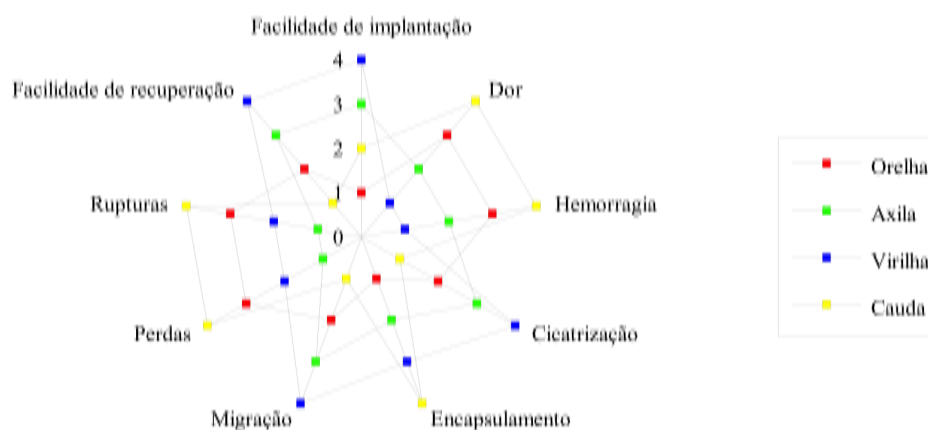 Facilidade de implantação
4
Dor
Facilidade de recuperação
3
2
1
Rupturas
Hemorragia
0
Perdas
Cicatrização
Migração
Encapsulamento
Orelha
Axila
Virilha
Cauda